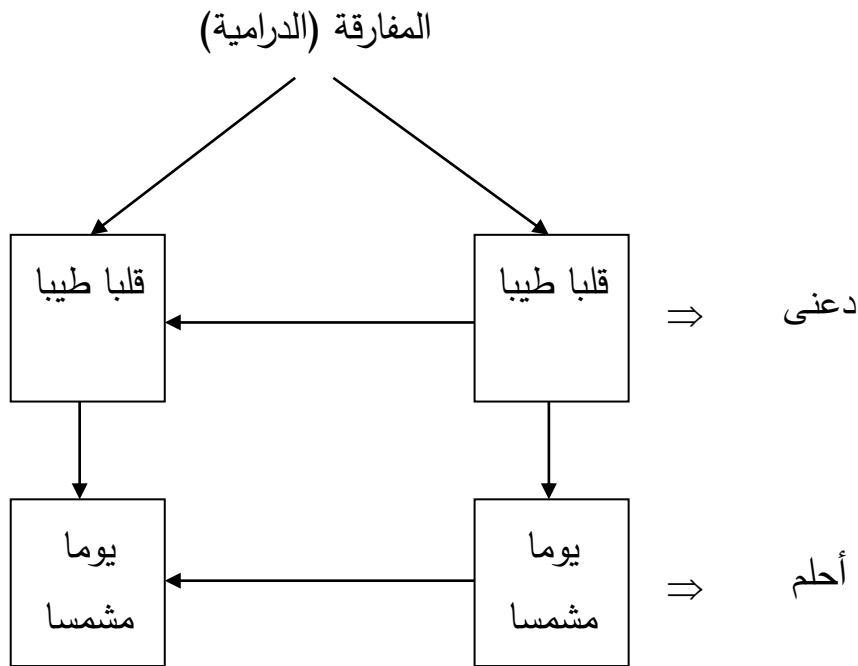 المفارقة (الدرامية)
دعنى ⇒ قلبا طيبا قلبا طيبا
أحلم ⇒ يوما يوما
مشمسا مشمسا